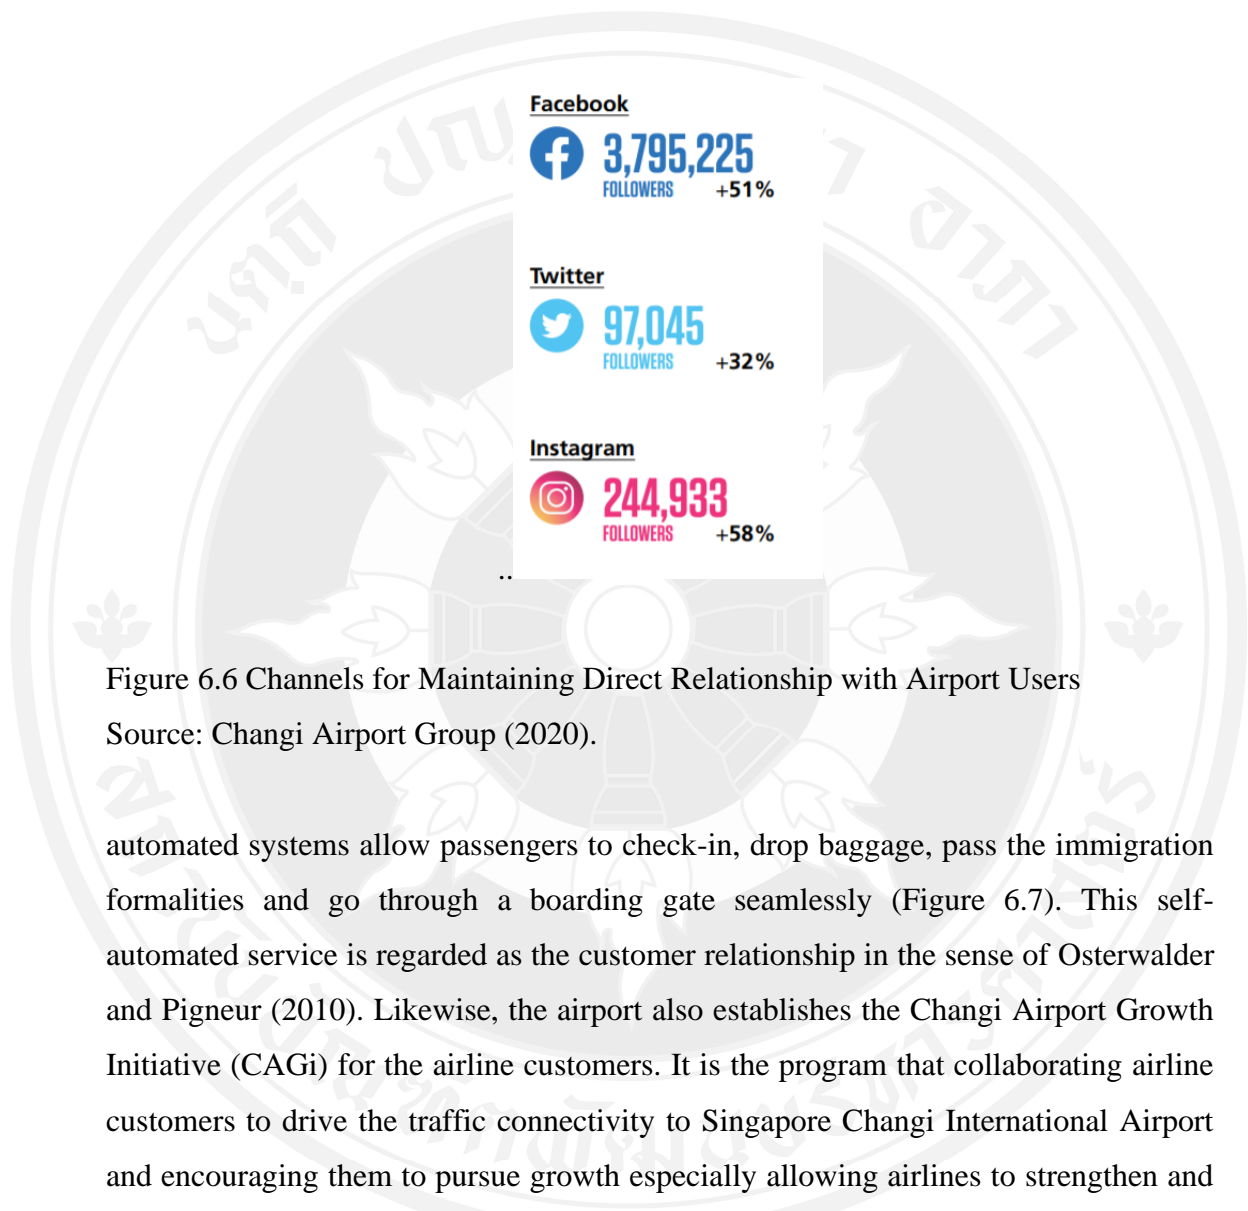 Facebook
3,795,225
FOLLOWERS +51%
Twitter
97,045
FOLLOWERS +32%
Instagram
244,933
FOLLOWERS +58%
..
Figure 6.6 Channels for Maintaining Direct Relationship with Airport Users
Source: Changi Airport Group (2020).
automated systems allow passengers to check-in, drop baggage, pass the immigration
formalities and go through a boarding gate seamlessly (Figure 6.7). This self-
automated service is regarded as the customer relationship in the sense of Osterwalder
and Pigneur (2010). Likewise, the airport also establishes the Changi Airport Growth
Initiative (CAGi) for the airline customers. It is the program that collaborating airline
customers to drive the traffic connectivity to Singapore Changi International Airport
and encouraging them to pursue growth especially allowing airlines to strengthen and